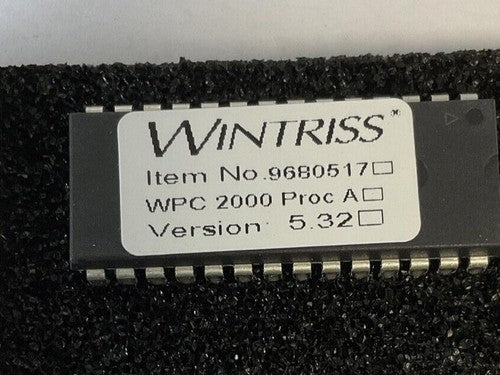 WINTRISS®
Item No.9680517□
WPC 2000 Proc A□
Version: 5.32□